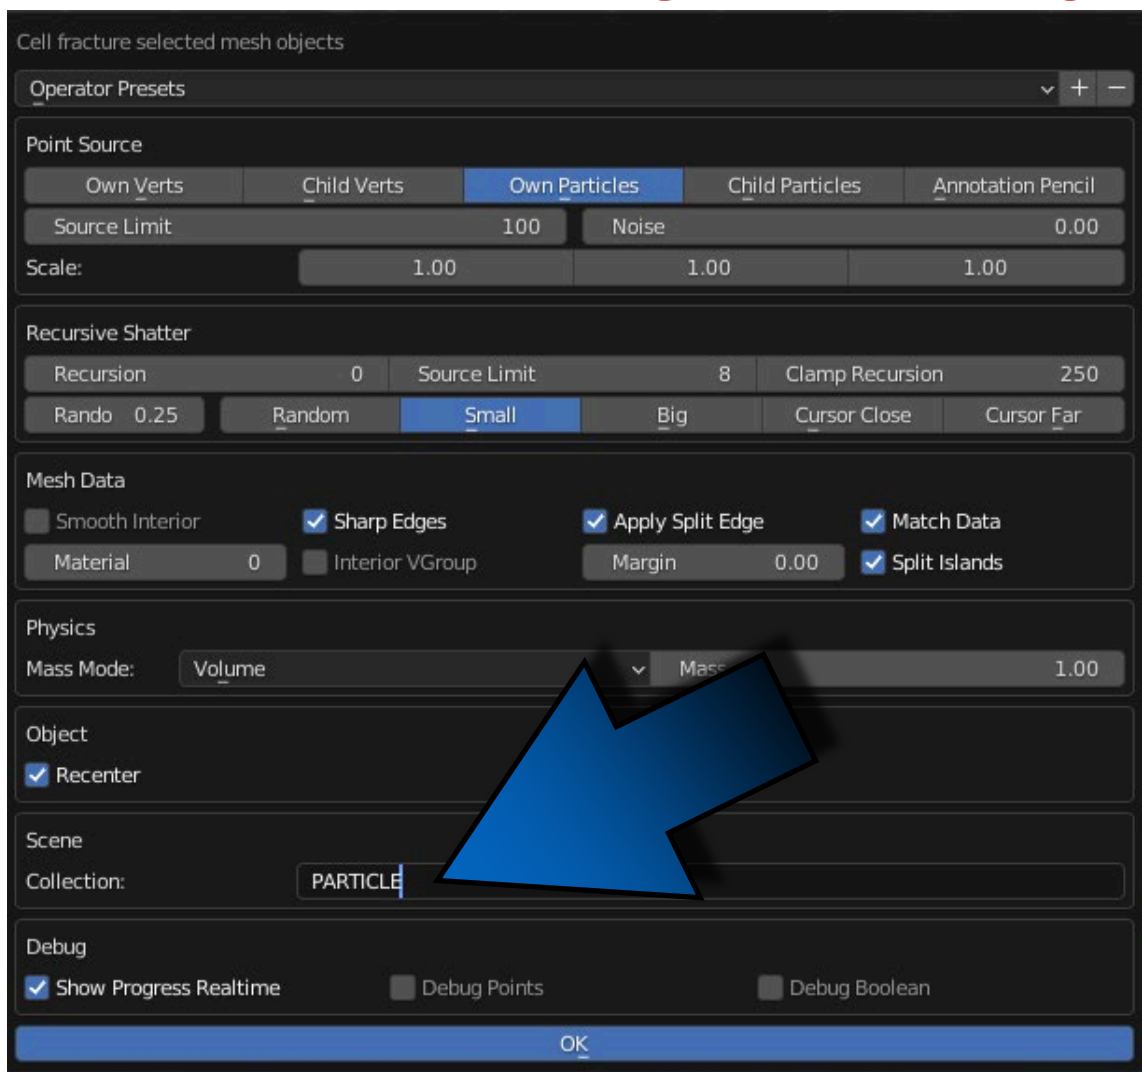 Cell fracture selected mesh objects
Operator Presets
Point Source
Own Verts Child Verts Own Particles Child Particles Annotation Pencil
Source Limit 100 Noise 0.00
Scale: 1.00 1.00 1.00
Recursive Shatter
Recursion 0 Source Limit 8 Clamp Recursion 250
Rando 0.25 Random Small Big Cursor Close Cursor Far
Mesh Data
Smooth Interior Sharp Edges Apply Split Edge Match Data
Material 0 Interior VGroup Margin 0.00 Split Islands
Physics
Mass Mode: Volume Mass 1.00
Object
Recenter
Scene
Collection: PARTICLE
Debug
Show Progress Realtime Debug Points Debug Boolean
OK